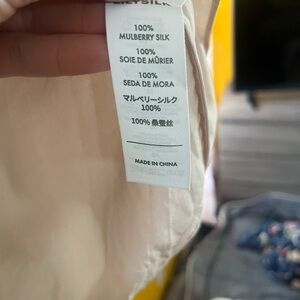 LILYSILK
100%
MULBERRY SILK
100%
SOIE DE MÛRIER
100%
SEDA DE MORA
マルベリーシルク
100%
100% 桑蚕丝
MADE IN CHINA